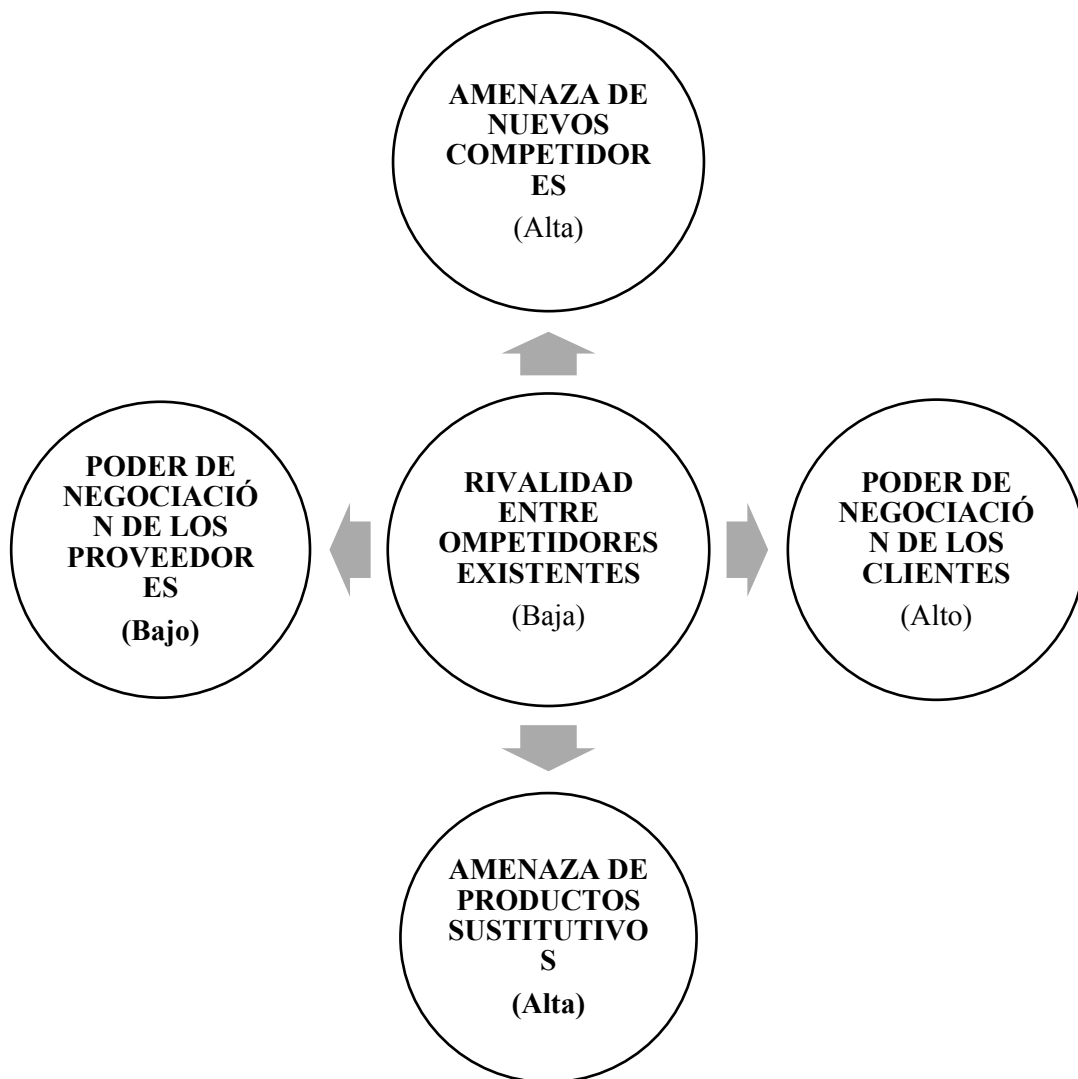 AMENAZA DE
NUEVOS
COMPETIDOR
ES
(Alta)
PODER DE
NEGOCIACIÓ
N DE LOS
PROVEEDOR
ES
(Bajo)
RIVALIDAD
ENTRE
OMPETIDORES
EXISTENTES
(Baja)
PODER DE
NEGOCIACIÓ
N DE LOS
CLIENTES
(Alto)
AMENAZA DE
PRODUCTOS
SUSTITUTIVO
S
(Alta)